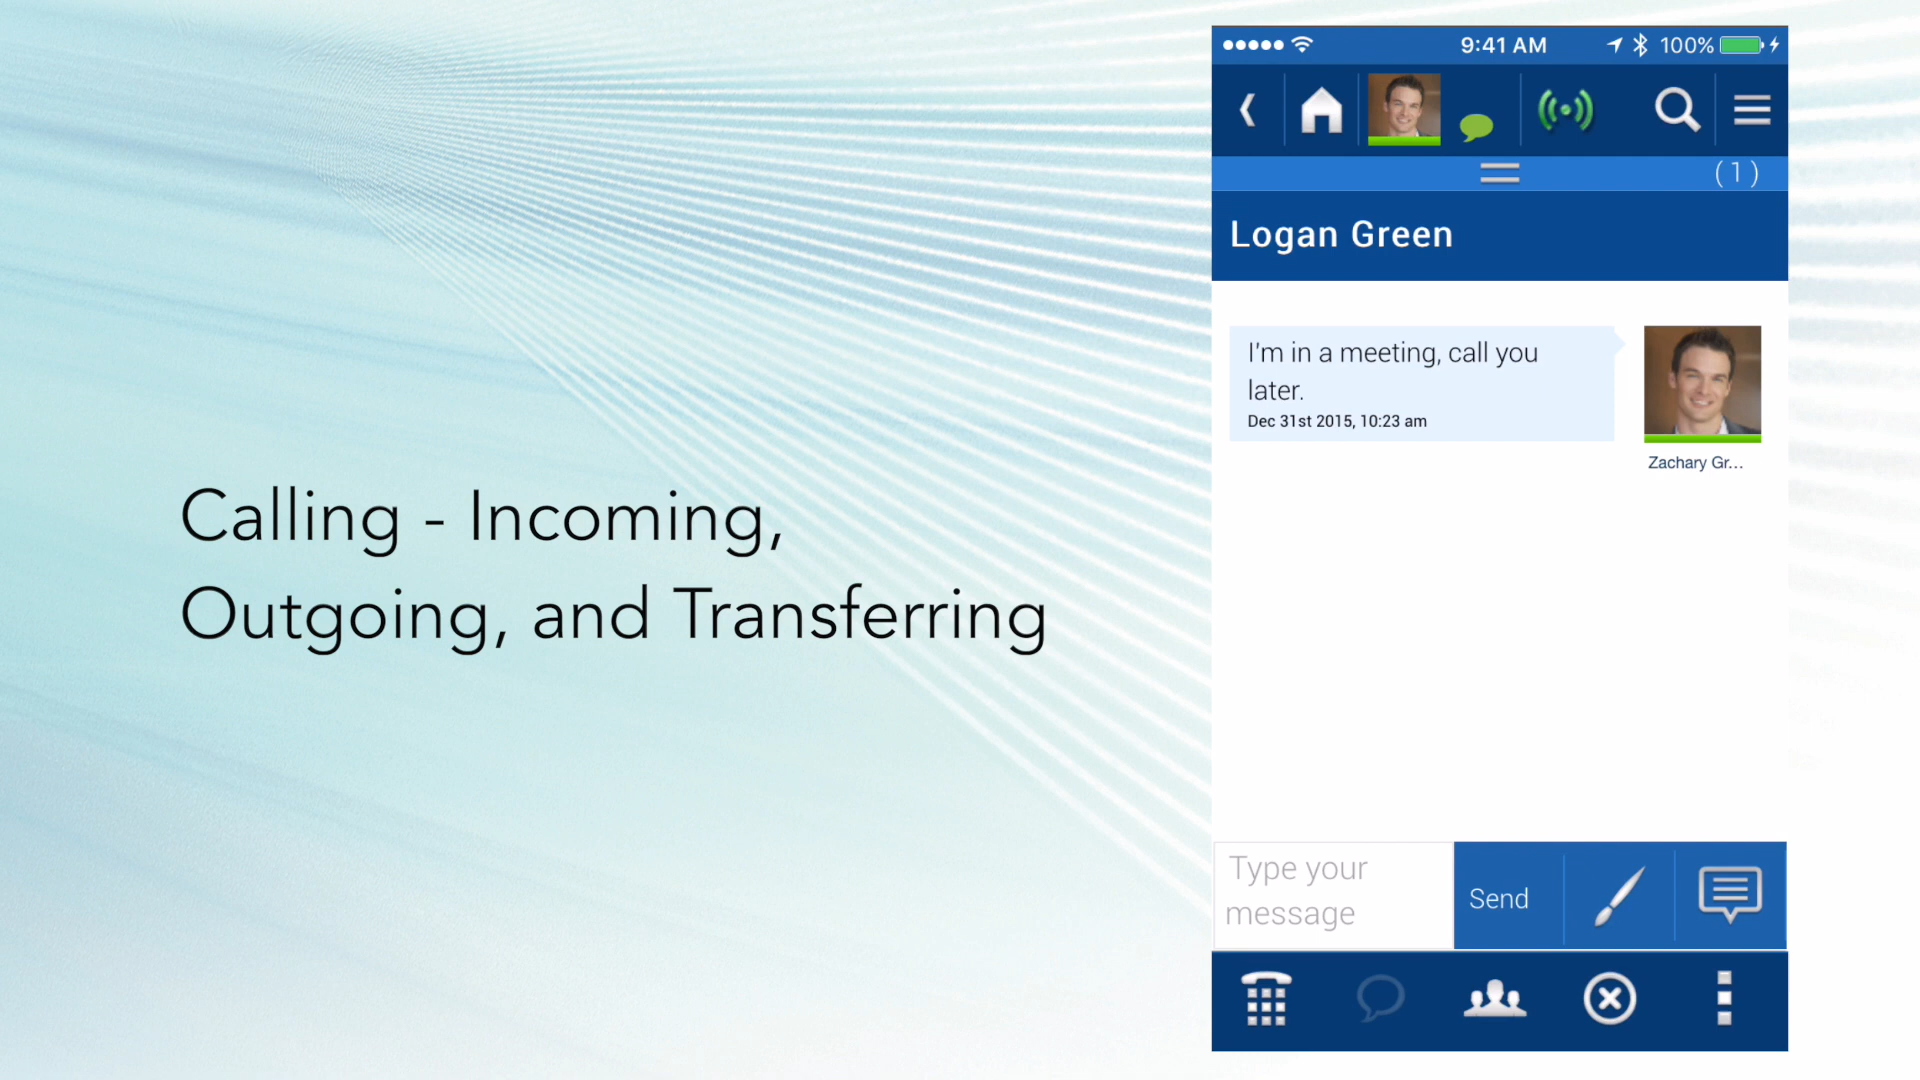 Calling - Incoming,
Outgoing, and Transferring
9:41 AM
100%
( 1 )
Logan Green
I'm in a meeting, call you
later.
Dec 31st 2015, 10:23 am
Zachary Gr...
Type your
message
Send